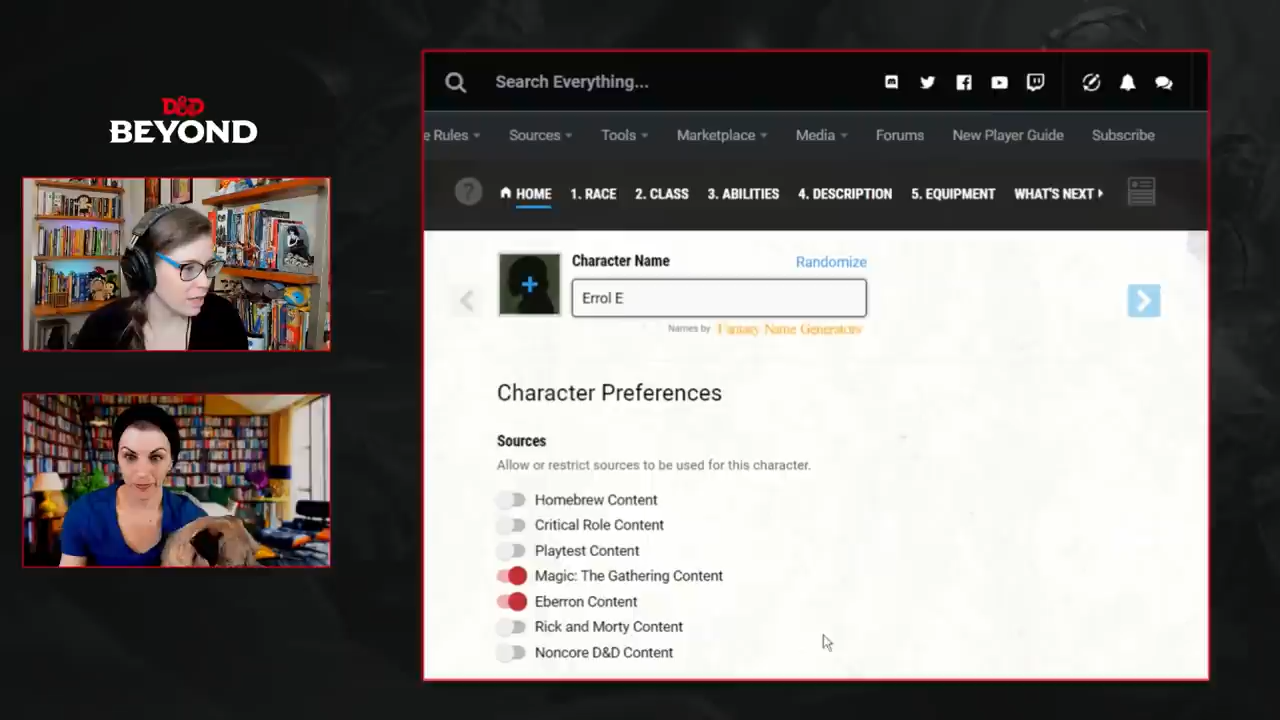 D&D
BEYOND
Search Everything...
e Rules
Sources
Tools
Marketplace
Media
Forums
New Player Guide
Subscribe
HOME
1. RACE
2. CLASS
3. ABILITIES
4. DESCRIPTION
5. EQUIPMENT
WHAT'S NEXT
Character Name
Randomize
Errol E
Names by Fantasy Name Generators
Character Preferences
Sources
Allow or restrict sources to be used for this character.
Homebrew Content
Critical Role Content
Playtest Content
Magic: The Gathering Content
Eberron Content
Rick and Morty Content
Noncore D&D Content